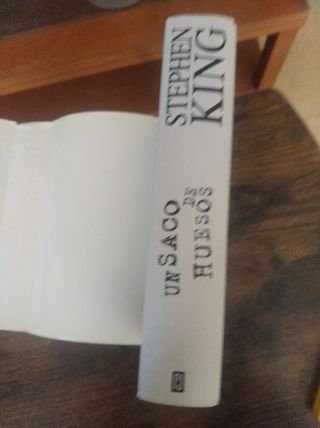 STEPHEN
KING
UN SACO
DE
HUESOS